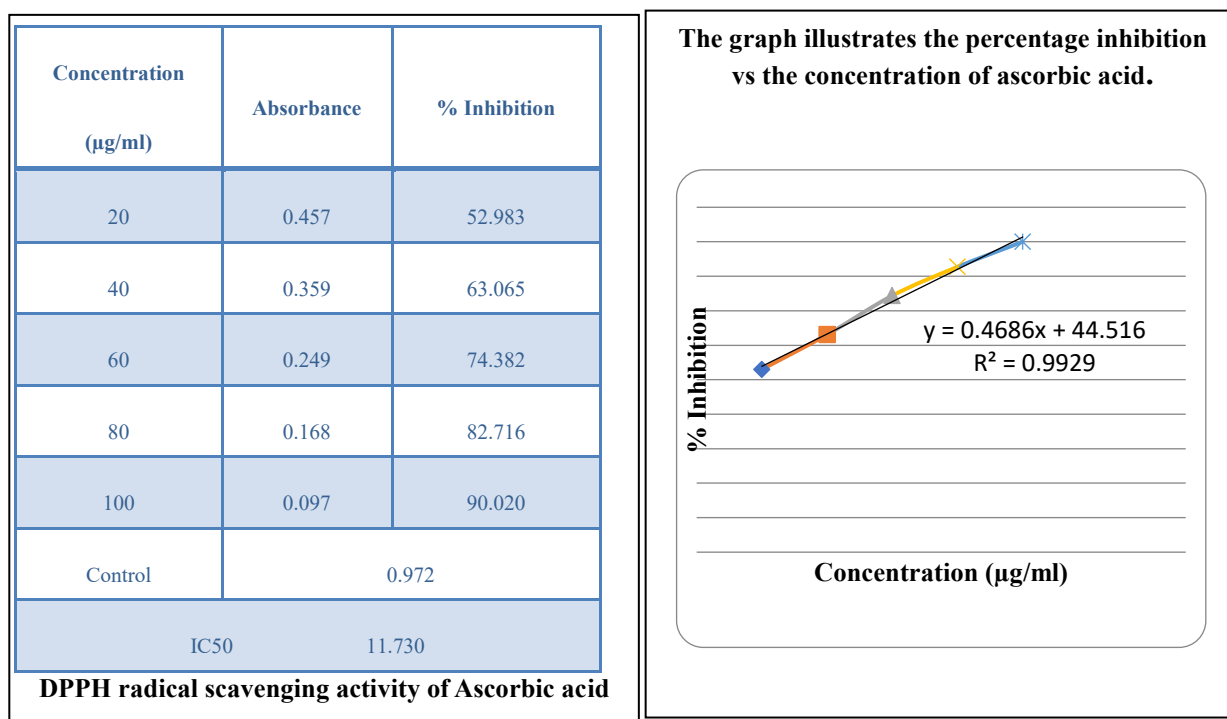 Concentration
(µg/ml)
Absorbance
% Inhibition
20 0.457 52.983
40 0.359 63.065
60 0.249 74.382
80 0.168 82.716
100 0.097 90.020
Control 0.972
IC50 11.730
DPPH radical scavenging activity of Ascorbic acid
The graph illustrates the percentage inhibition
vs the concentration of ascorbic acid.
% Inhibition
y = 0.4686x + 44.516
R² = 0.9929
Concentration (µg/ml)